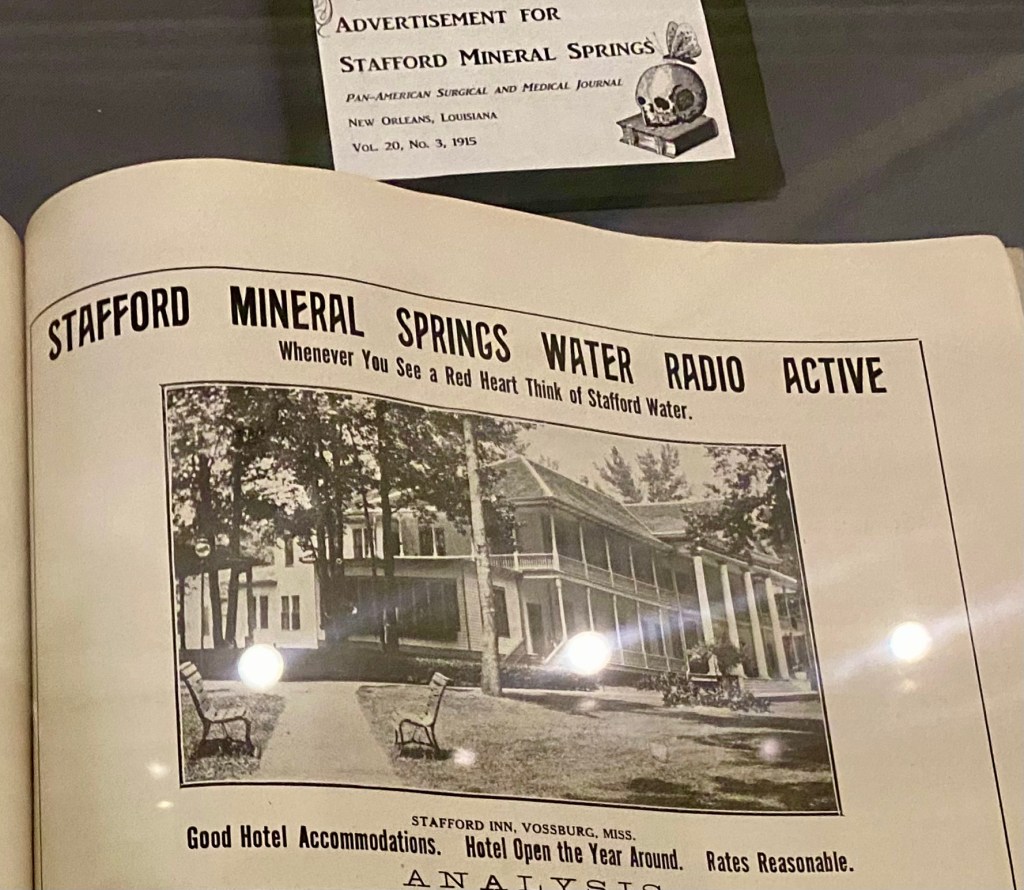 Advertisement for
Stafford Mineral Springs
Pan-American Surgical and Medical Journal
New Orleans, Louisiana
Vol. 20, No. 3, 1915
STAFFORD MINERAL SPRINGS WATER RADIO ACTIVE
Whenever You See a Red Heart Think of Stafford Water.
STAFFORD INN, VOSSBURG, MISS.
Good Hotel Accommodations. Hotel Open the Year Around. Rates Reasonable.
ANALYSIS